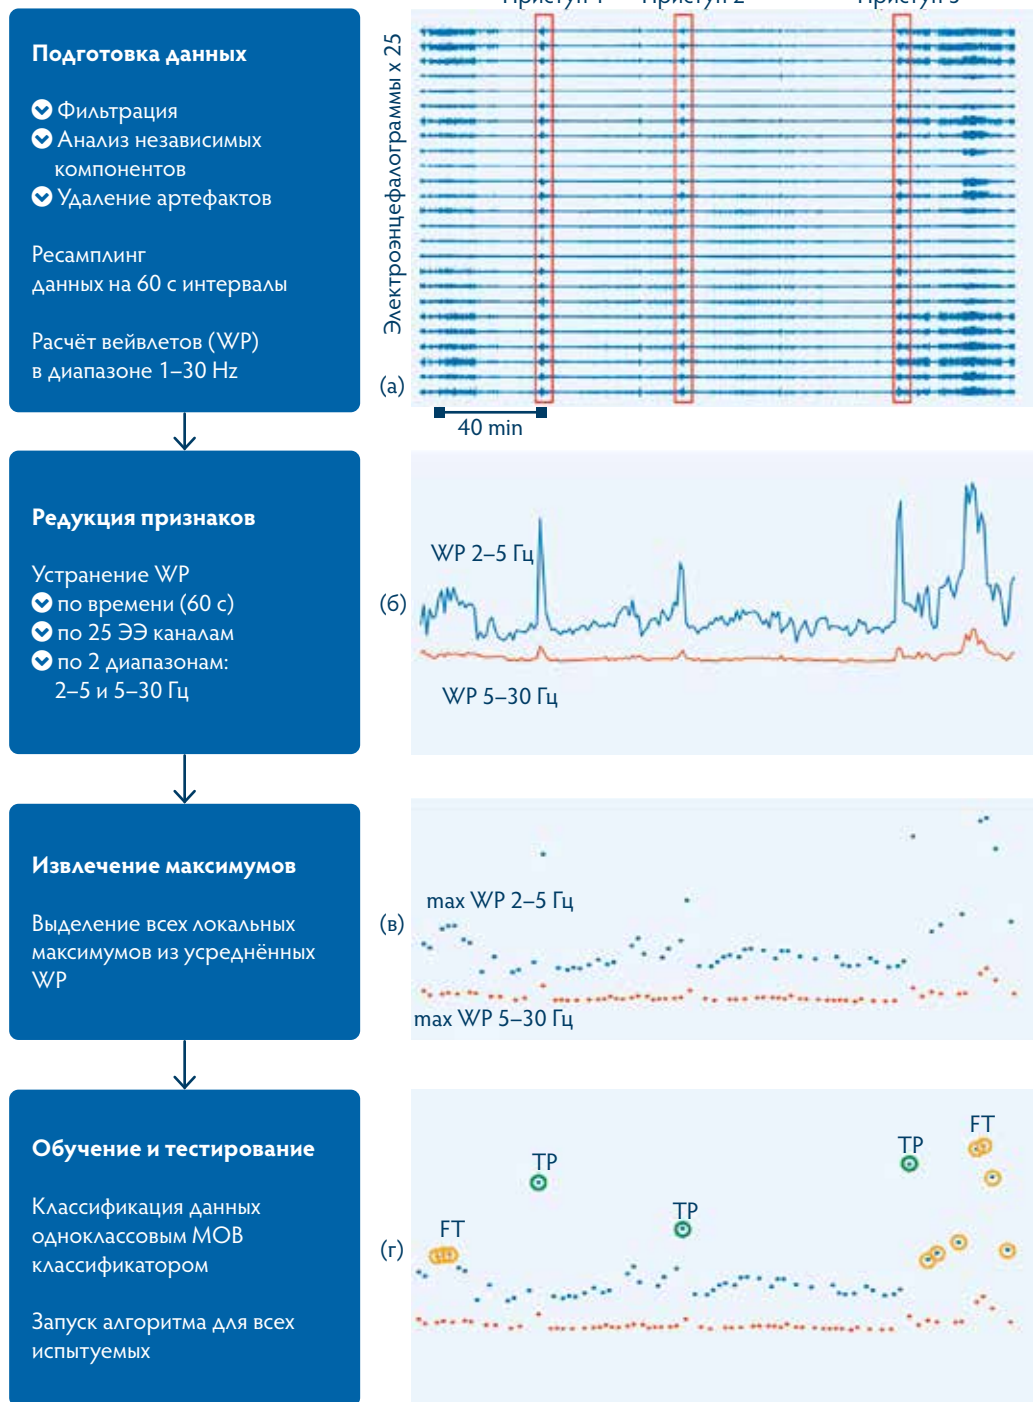 Приступ 1 Приступ 2 Приступ 3
Подготовка данных
Фильтрация
Анализ независимых
компонентов
Удаление артефактов
Ресамплинг
данных на 60 с интервалы
Расчёт вейвлетов (WP)
в диапазоне 1–30 Hz
Электроэнцефалограммы x 25
(а)
40 min
Редукция признаков
Устранение WP
по времени (60 с)
по 25 ЭЭ каналам
по 2 диапазонам:
2–5 и 5–30 Гц
(б)
WP 2–5 Гц
WP 5–30 Гц
Извлечение максимумов
Выделение всех локальных
максимумов из усреднённых
WP
(в)
max WP 2–5 Гц
max WP 5–30 Гц
Обучение и тестирование
Классификация данных
одноклассовым МОВ
классификатором
Запуск алгоритма для всех
испытуемых
(г)
FT
TP
TP
TP
FT